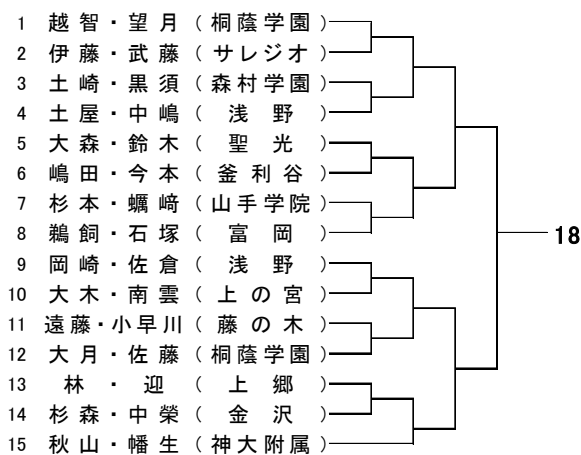 1 越智・望月（桐蔭学園）
2 伊藤・武藤（サレジオ）
3 土崎・黒須（森村学園）
4 土屋・中嶋（浅野）
5 大森・鈴木（聖光）
6 嶋田・今本（釜利谷）
7 杉本・蠣﨑（山手学院）
8 鵜飼・石塚（富岡）
9 岡崎・佐倉（浅野）
10 大木・南雲（上の宮）
11 遠藤・小早川（藤の木）
12 大月・佐藤（桐蔭学園）
13 林・迎（上郷）
14 杉森・中榮（金沢）
15 秋山・幡生（神大附属）
18